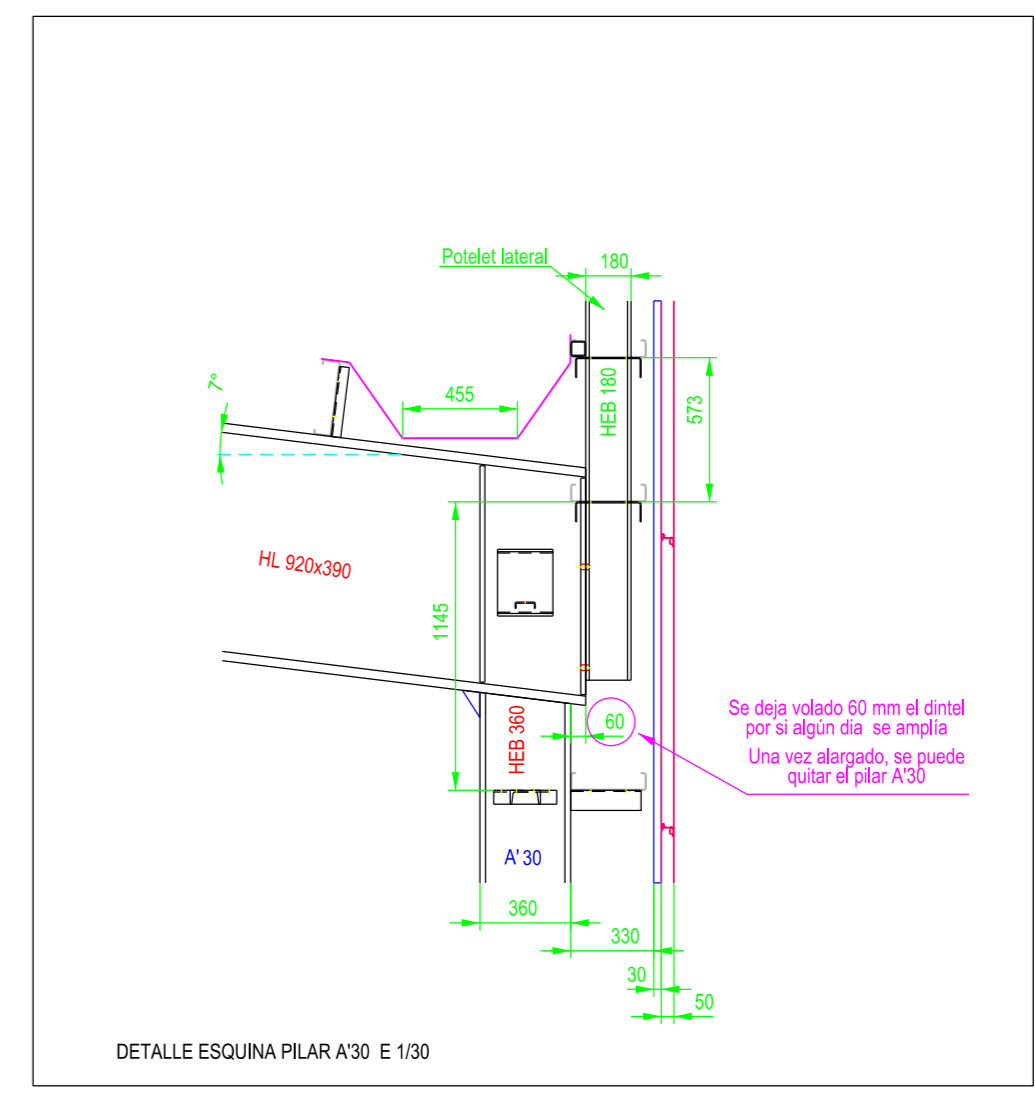 Potelet lateral
180
7°
455
HEB 180
573
HL 920x390
1145
HEB 360
60
Se deja volado 60 mm el dintel
por si algún dia se amplía
Una vez alargado, se puede
quitar el pilar A'30
A' 30
360
330
30
50
DETALLE ESQUINA PILAR A'30 E 1/30